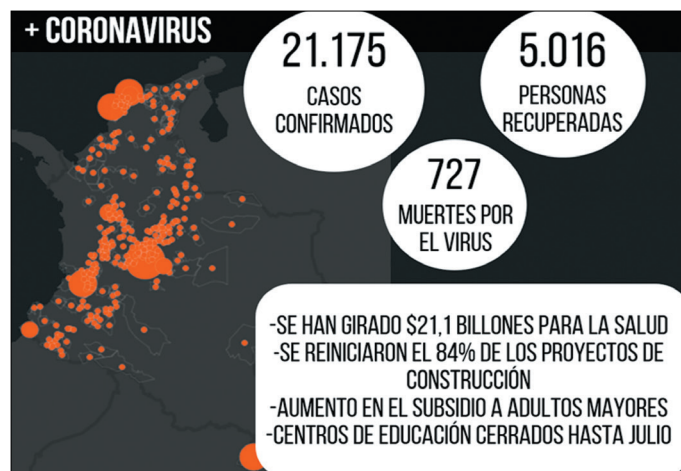 + CORONAVIRUS
21.175
CASOS
CONFIRMADOS
5.016
PERSONAS
RECUPERADAS
727
MUERTES POR
EL VIRUS
-SE HAN GIRADO $21,1 BILLONES PARA LA SALUD
-SE REINICIARON EL 84% DE LOS PROYECTOS DE
CONSTRUCCIÓN
-AUMENTO EN EL SUBSIDIO A ADULTOS MAYORES
-CENTROS DE EDUCACIÓN CERRADOS HASTA JULIO